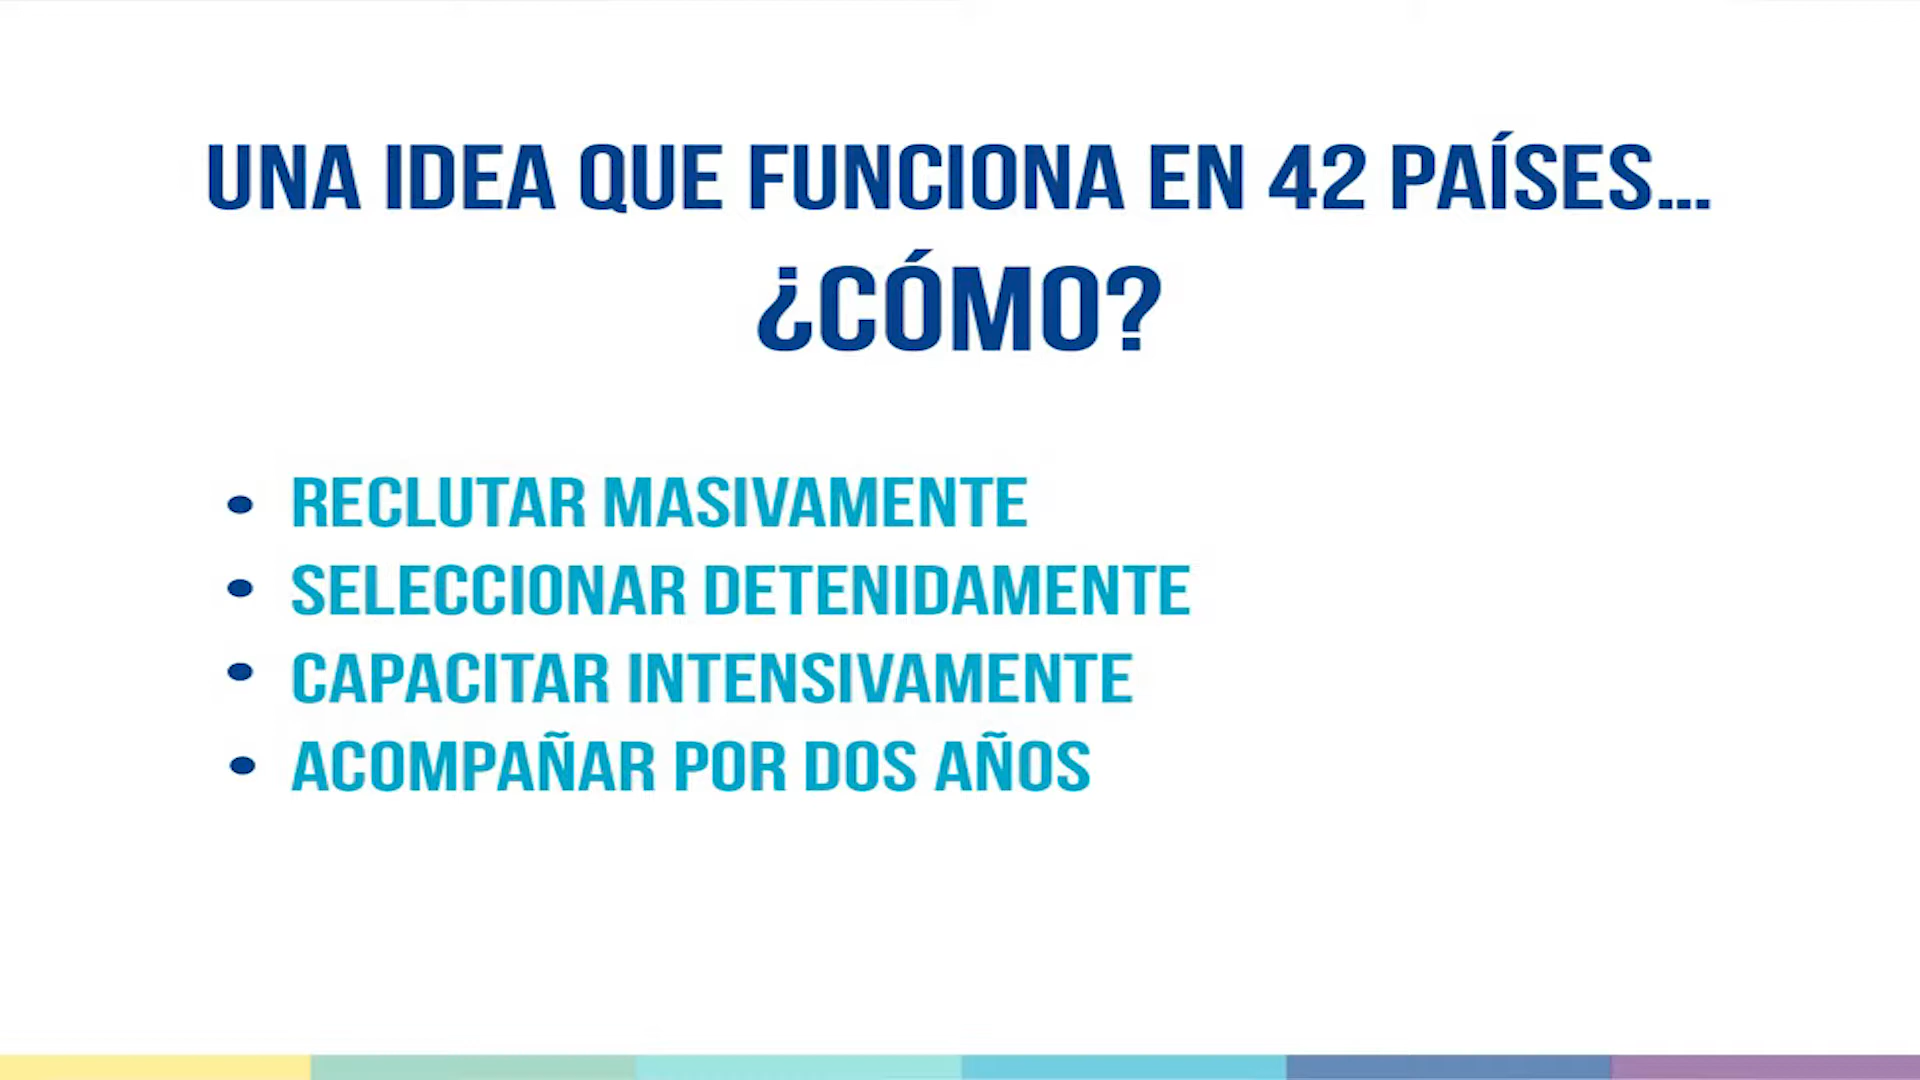 UNA IDEA QUE FUNCIONA EN 42 PAÍSES...
¿CÓMO?
• RECLUTAR MASIVAMENTE
• SELECCIONAR DETENIDAMENTE
• CAPACITAR INTENSIVAMENTE
• ACOMPAÑAR POR DOS AÑOS